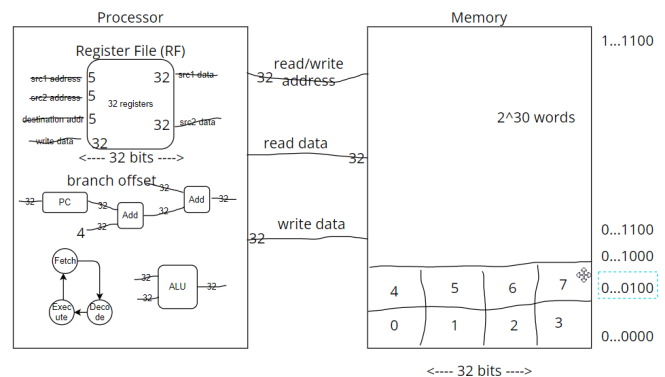 Processor
Memory
Register File (RF)
src1 address
5
32
src1 data
src2 address
5
32 registers
destination addr
5
32
src2 data
write data
32
<---- 32 bits ---->
branch offset
32
32
PC
32
Add
32
Add
32
4
32
Fetch
Deco
de
Exec
ute
32
32
ALU
32
32
read/write
address
read data
32
write data
32
2^30 words
1...1100
0...1100
0...1000
0...0100
0...0000
4
5
6
7
0
1
2
3
<---- 32 bits ---->